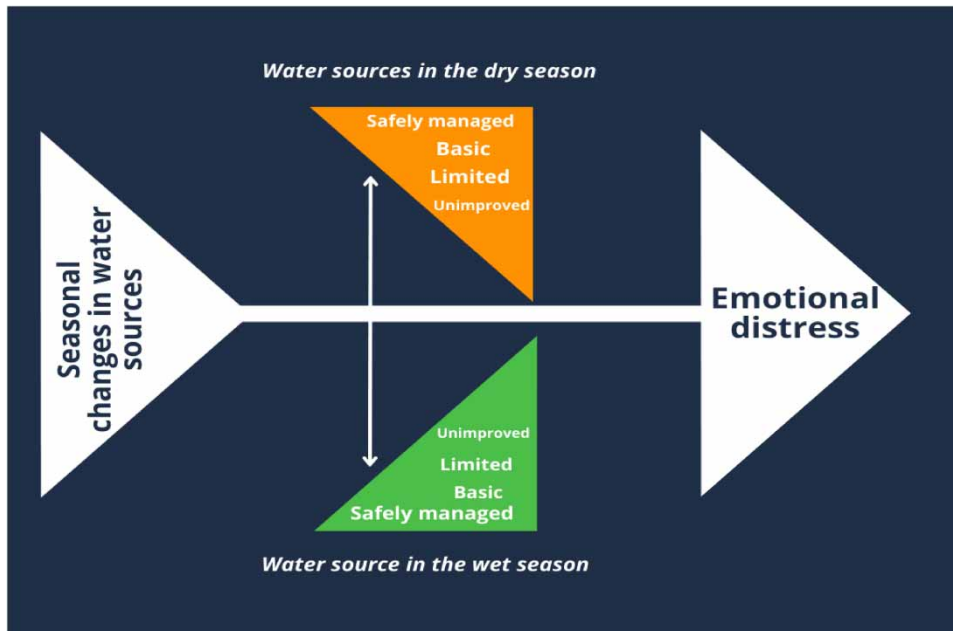 Water sources in the dry season
Safely managed
Basic
Limited
Unimproved
Seasonal
changes in water
sources
Emotional
distress
Unimproved
Limited
Basic
Safely managed
Water source in the wet season